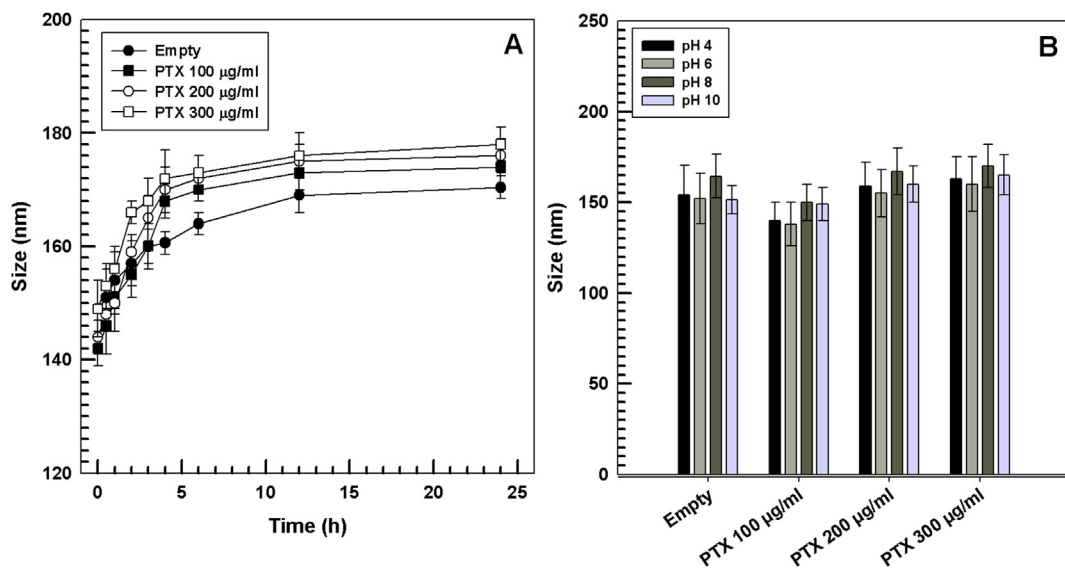 A
Empty
PTX 100 µg/ml
PTX 200 µg/ml
PTX 300 µg/ml
200
180
160
140
120
Size (nm)
0
5
10
15
20
25
Time (h)
B
pH 4
pH 6
pH 8
pH 10
250
200
150
100
50
0
Size (nm)
Empty
PTX 100 µg/ml
PTX 200 µg/ml
PTX 300 µg/ml